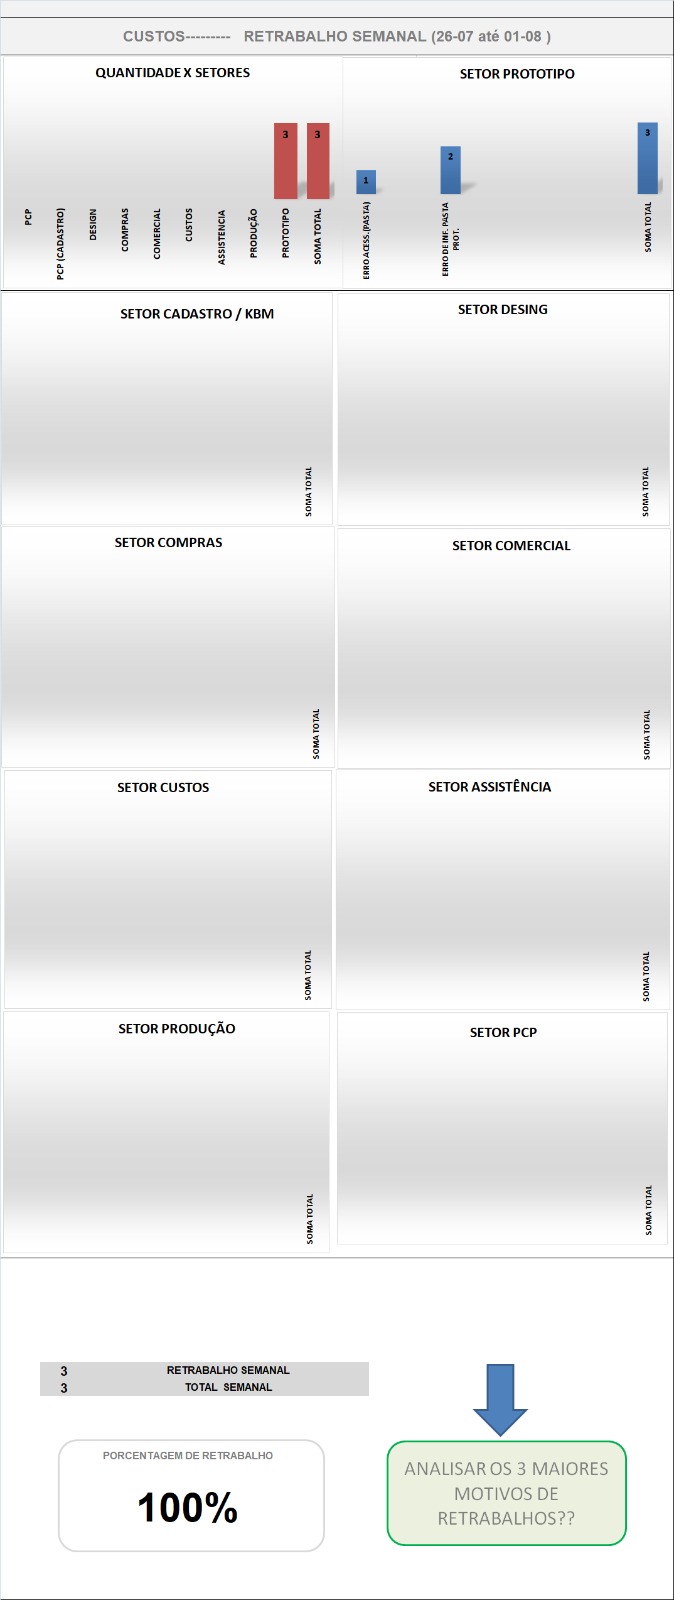 CUSTOS--------- RETRABALHO SEMANAL (26-07 até 01-08 )
QUANTIDADE X SETORES
3
3
PCP
PCP (CADASTRO)
DESIGN
COMPRAS
COMERCIAL
CUSTOS
ASSISTENCIA
PRODUÇÃO
PROTOTIPO
SOMA TOTAL
SETOR PROTOTIPO
1
2
3
ERRO ACESS.(PASTA)
ERRO DE INF. PASTA
PROT.
SOMA TOTAL
SETOR CADASTRO / KBM
SOMA TOTAL
SETOR DESING
SOMA TOTAL
SETOR COMPRAS
SOMA TOTAL
SETOR COMERCIAL
SOMA TOTAL
SETOR CUSTOS
SOMA TOTAL
SETOR ASSISTÊNCIA
SOMA TOTAL
SETOR PRODUÇÃO
SOMA TOTAL
SETOR PCP
SOMA TOTAL
3 RETRABALHO SEMANAL
3 TOTAL SEMANAL
PORCENTAGEM DE RETRABALHO
100%
ANALISAR OS 3 MAIORES
MOTIVOS DE
RETRABALHOS??